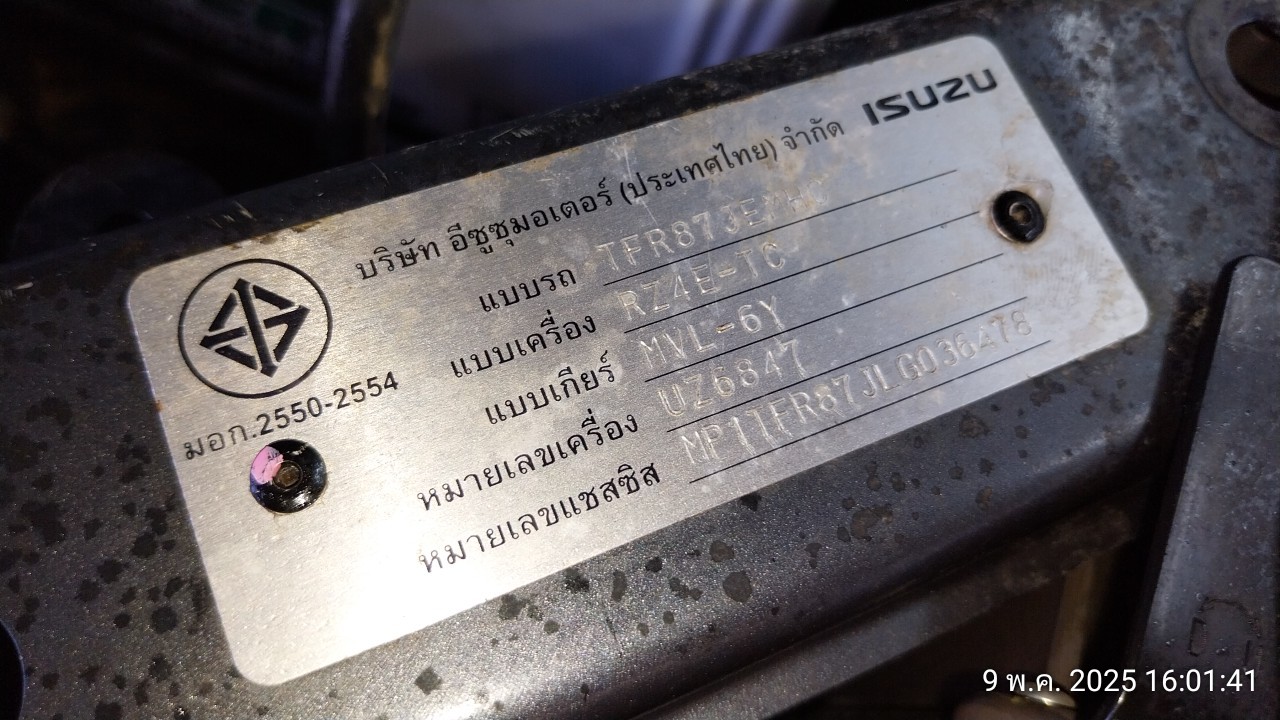 ISUZU
บริษัท อีซูซุมอเตอร์ (ประเทศไทย) จำกัด
แบบรถ
แบบเครื่อง RZ4E-TC
แบบเกียร์ MVL-6Y
หมายเลขเครื่อง UZ6847
หมายเลขแชสซิส MP1TFR87JLG036478
มอก.2550-2554
9 พ.ค. 2025 16:01:41